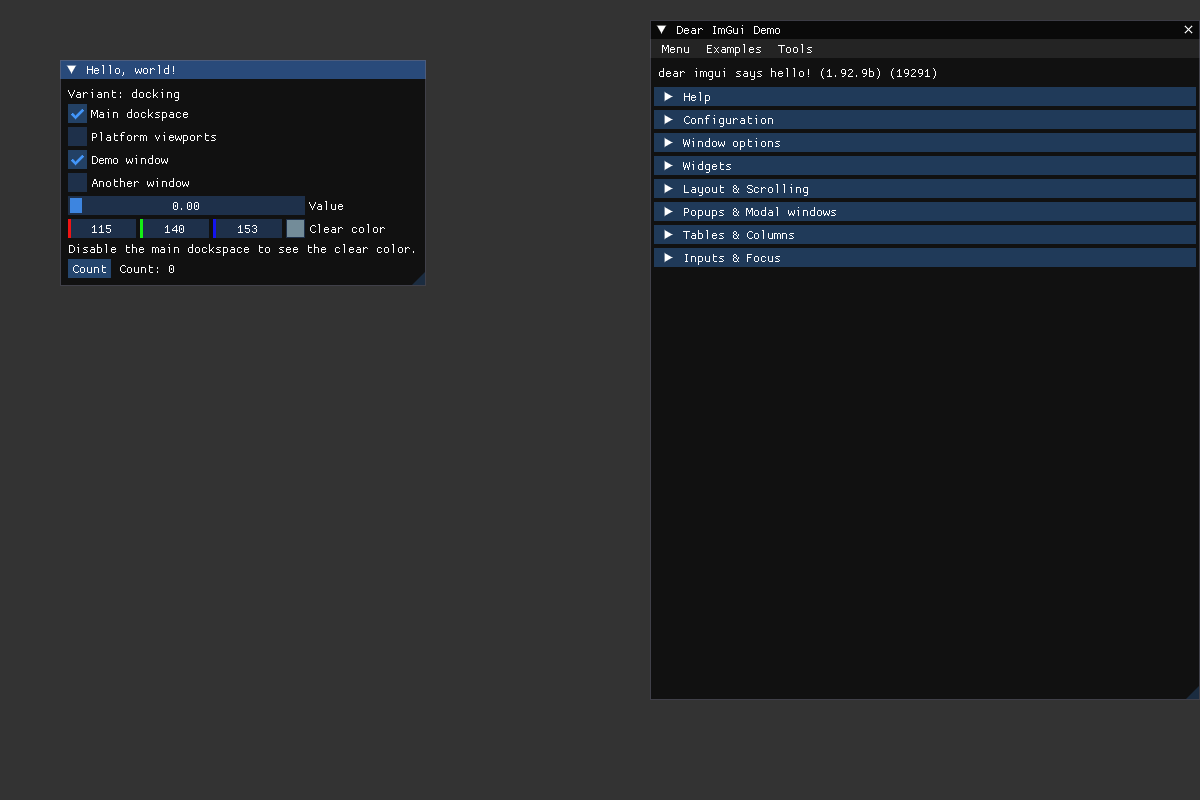 Hello, world!
Variant: docking
Main dockspace
Platform viewports
Demo window
Another window
0.00 Value
115 140 153 Clear color
Disable the main dockspace to see the clear color.
Count Count: 0
Dear ImGui Demo
Menu Examples Tools
dear imgui says hello! (1.92.9b) (19291)
Help
Configuration
Window options
Widgets
Layout & Scrolling
Popups & Modal windows
Tables & Columns
Inputs & Focus